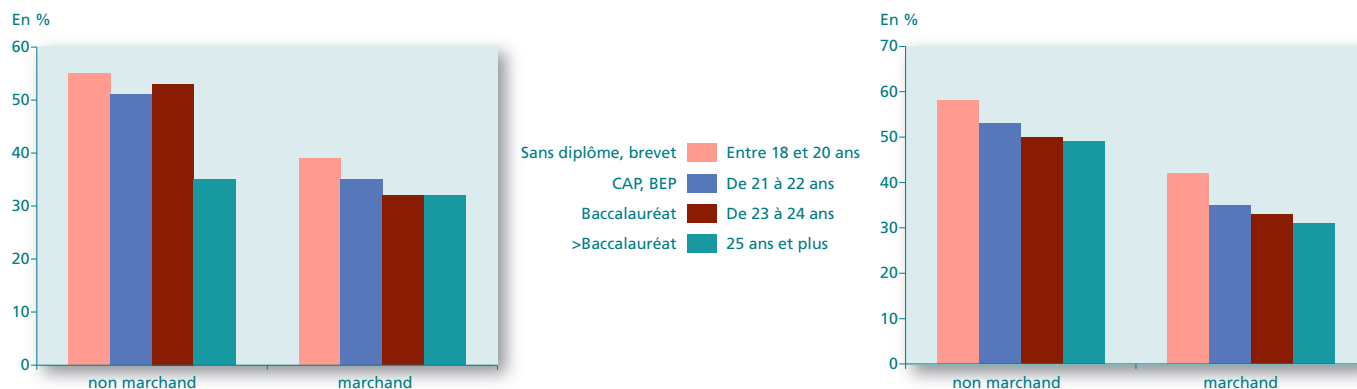 En %
60
50
40
30
20
10
0
non marchand
marchand
Sans diplôme, brevet Entre 18 et 20 ans
CAP, BEP De 21 à 22 ans
Baccalauréat De 23 à 24 ans
>Baccalauréat 25 ans et plus
En %
70
60
50
40
30
20
10
0
non marchand
marchand